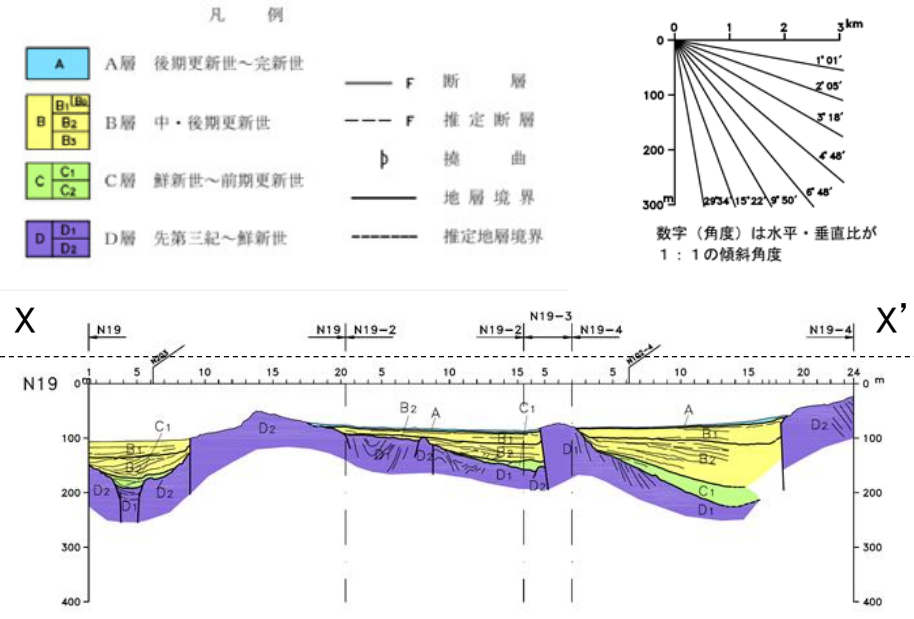 凡 例
A A層 後期更新世~完新世
B B1 B0 B2 B3 B層 中・後期更新世
C C1 C2 C層 鮮新世~前期更新世
D D1 D2 D層 先第三紀~鮮新世
F 断 層
F 推定断層
撓 曲
地層境界
推定地層境界
0 1 2 3 km
0
100
200
300 m
1°01′
2°05′
3°18′
4°48′
6°48′
9°50′
15°22′
29°34′
数字(角度)は水平・垂直比が
1:1の傾斜角度
X X’
N19-3
N19 N19 N19-2 N19-2 N19-4 N19-4
N203 N102-4
N19
1 5 10 15 20 5 10 15 5 5 10 15 20 24
0 m 0 m
100 100
200 200
300 300
400 400
C1 B2 A C1 A
B1 D2 B1 B1 D2
B2 D1 D2 B2 D1 B2
D2 D2 D1 D2 C1
D1 D1